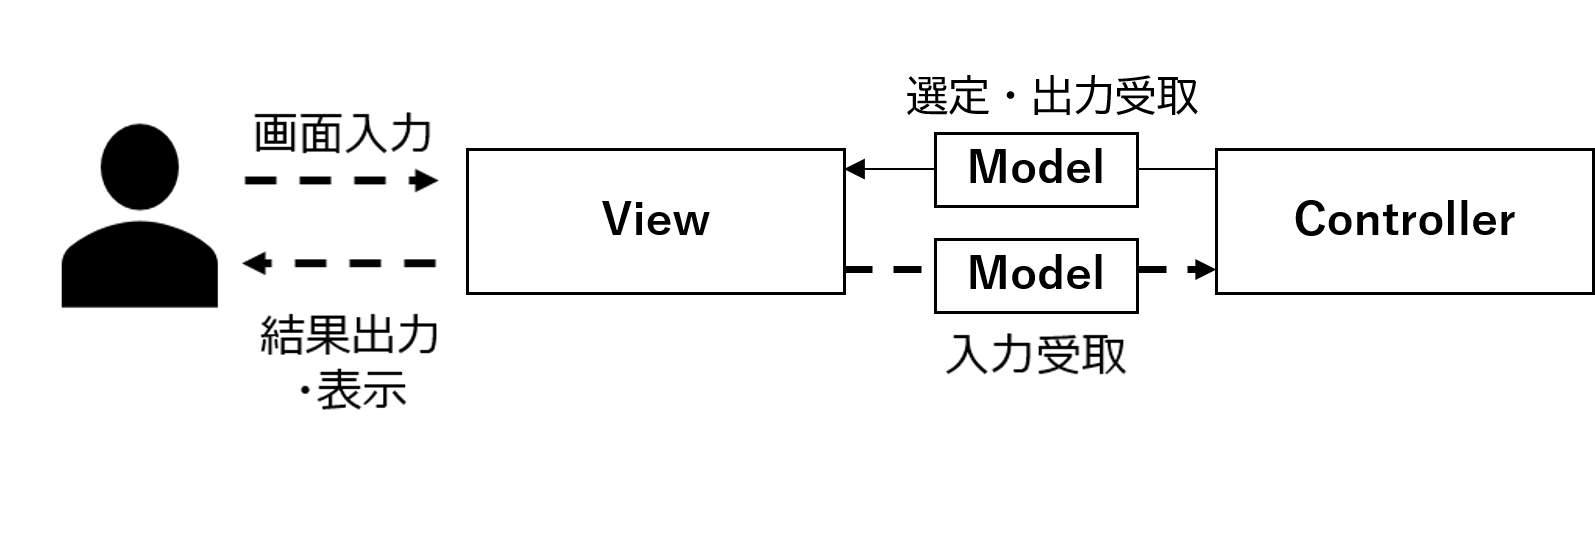 選定・出力受取
画面入力
Model
View
Controller
Model
結果出力
・表示
入力受取